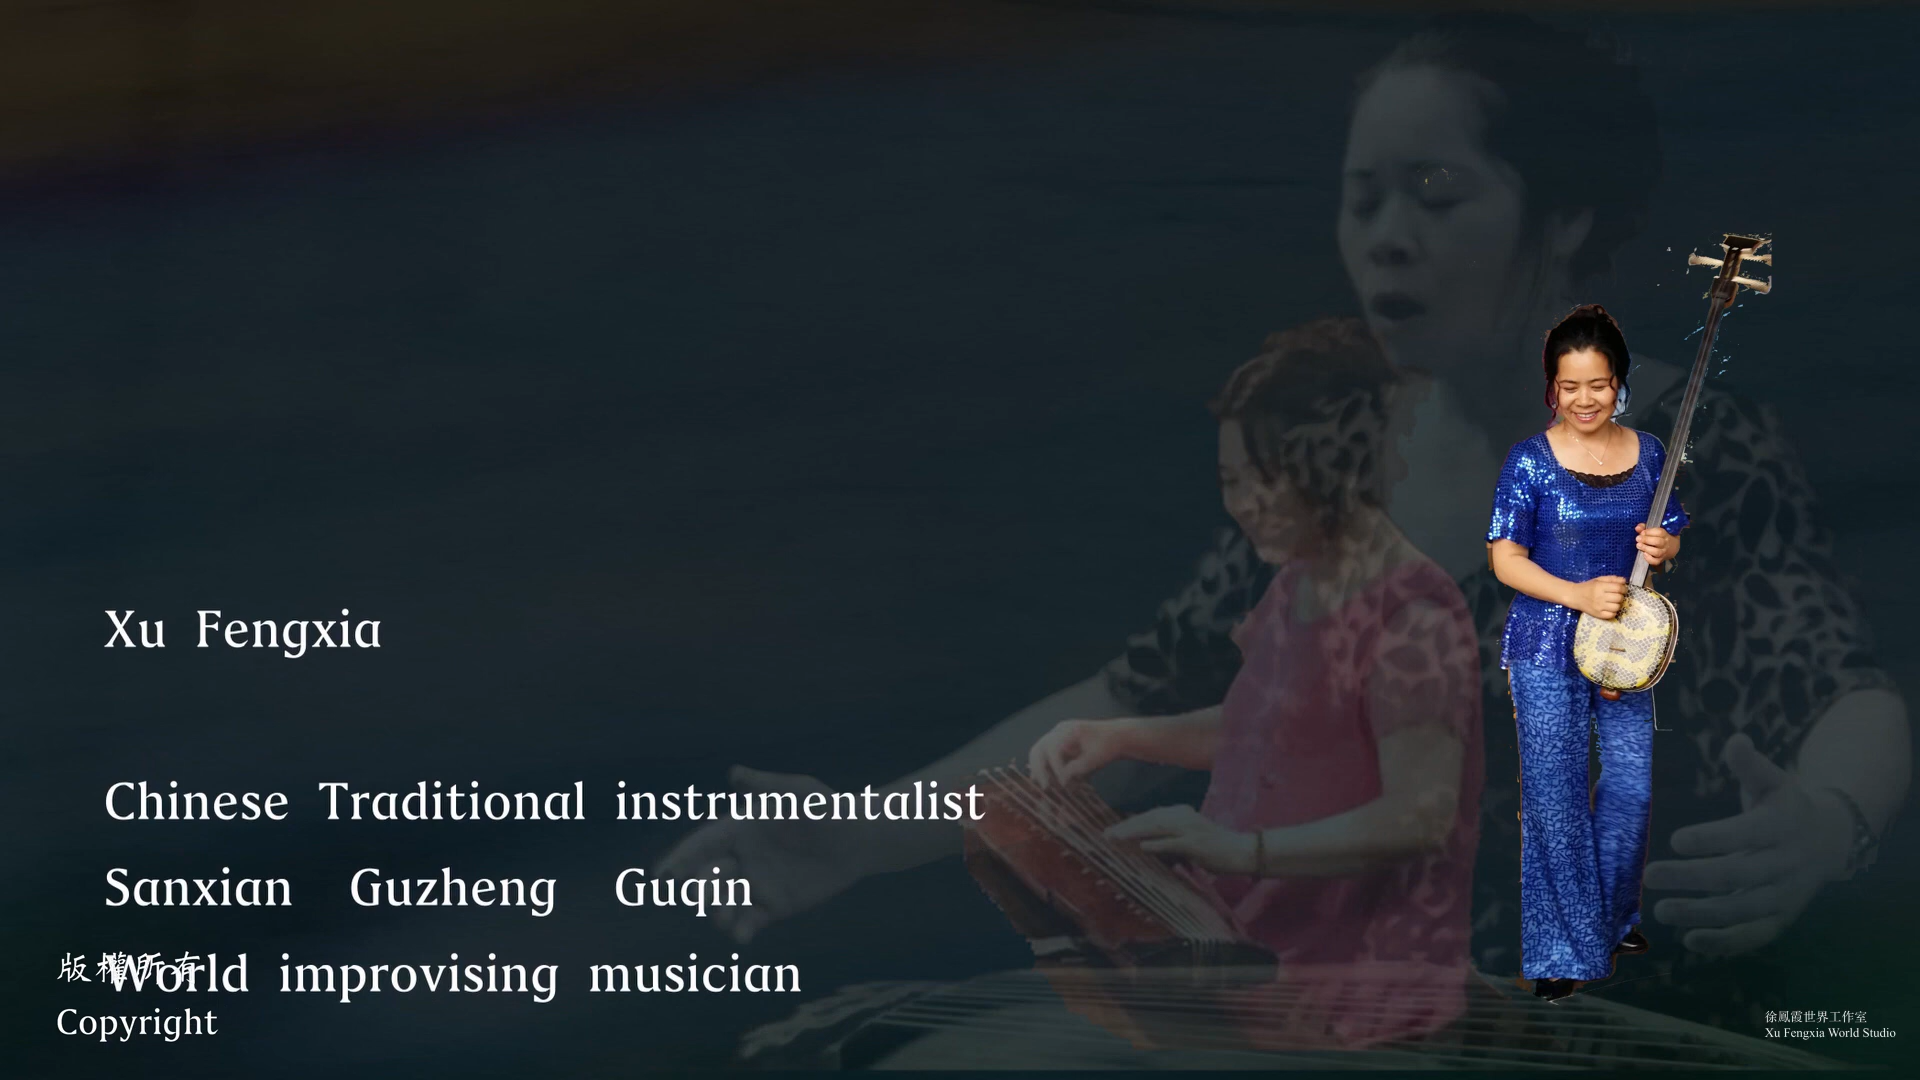 Xu Fengxia
Chinese Traditional instrumentalist
Sanxian Guzheng Guqin
World improvising musician
版權所有
Copyright
徐鳳霞世界工作室
Xu Fengxia World Studio